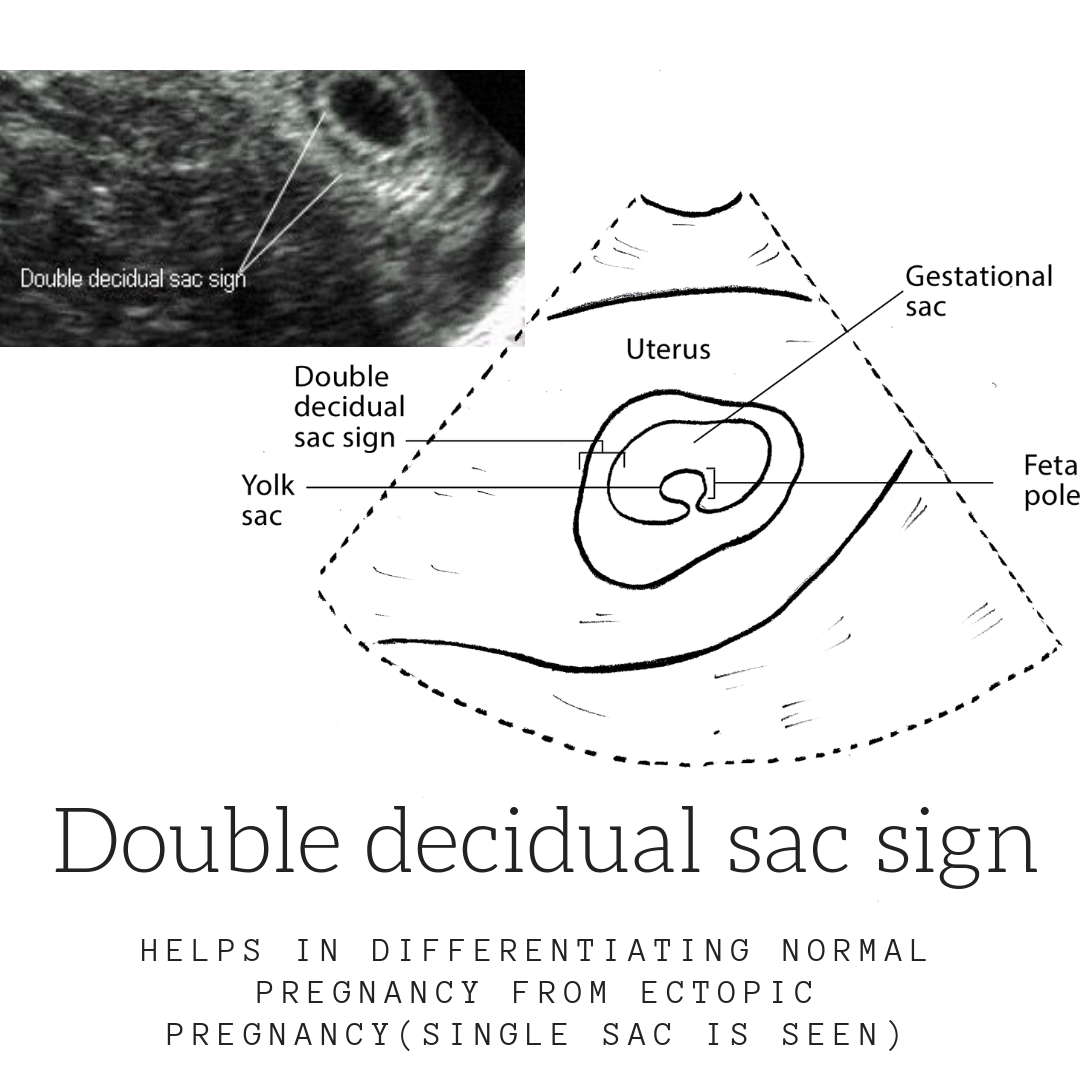 Double decidual sac sign
Gestational
sac
Uterus
Double
decidual
sac sign
Yolk
sac
Feta
pole
Double decidual sac sign
HELPS IN DIFFERENTIATING NORMAL
PREGNANCY FROM ECTOPIC
PREGNANCY(SINGLE SAC IS SEEN)